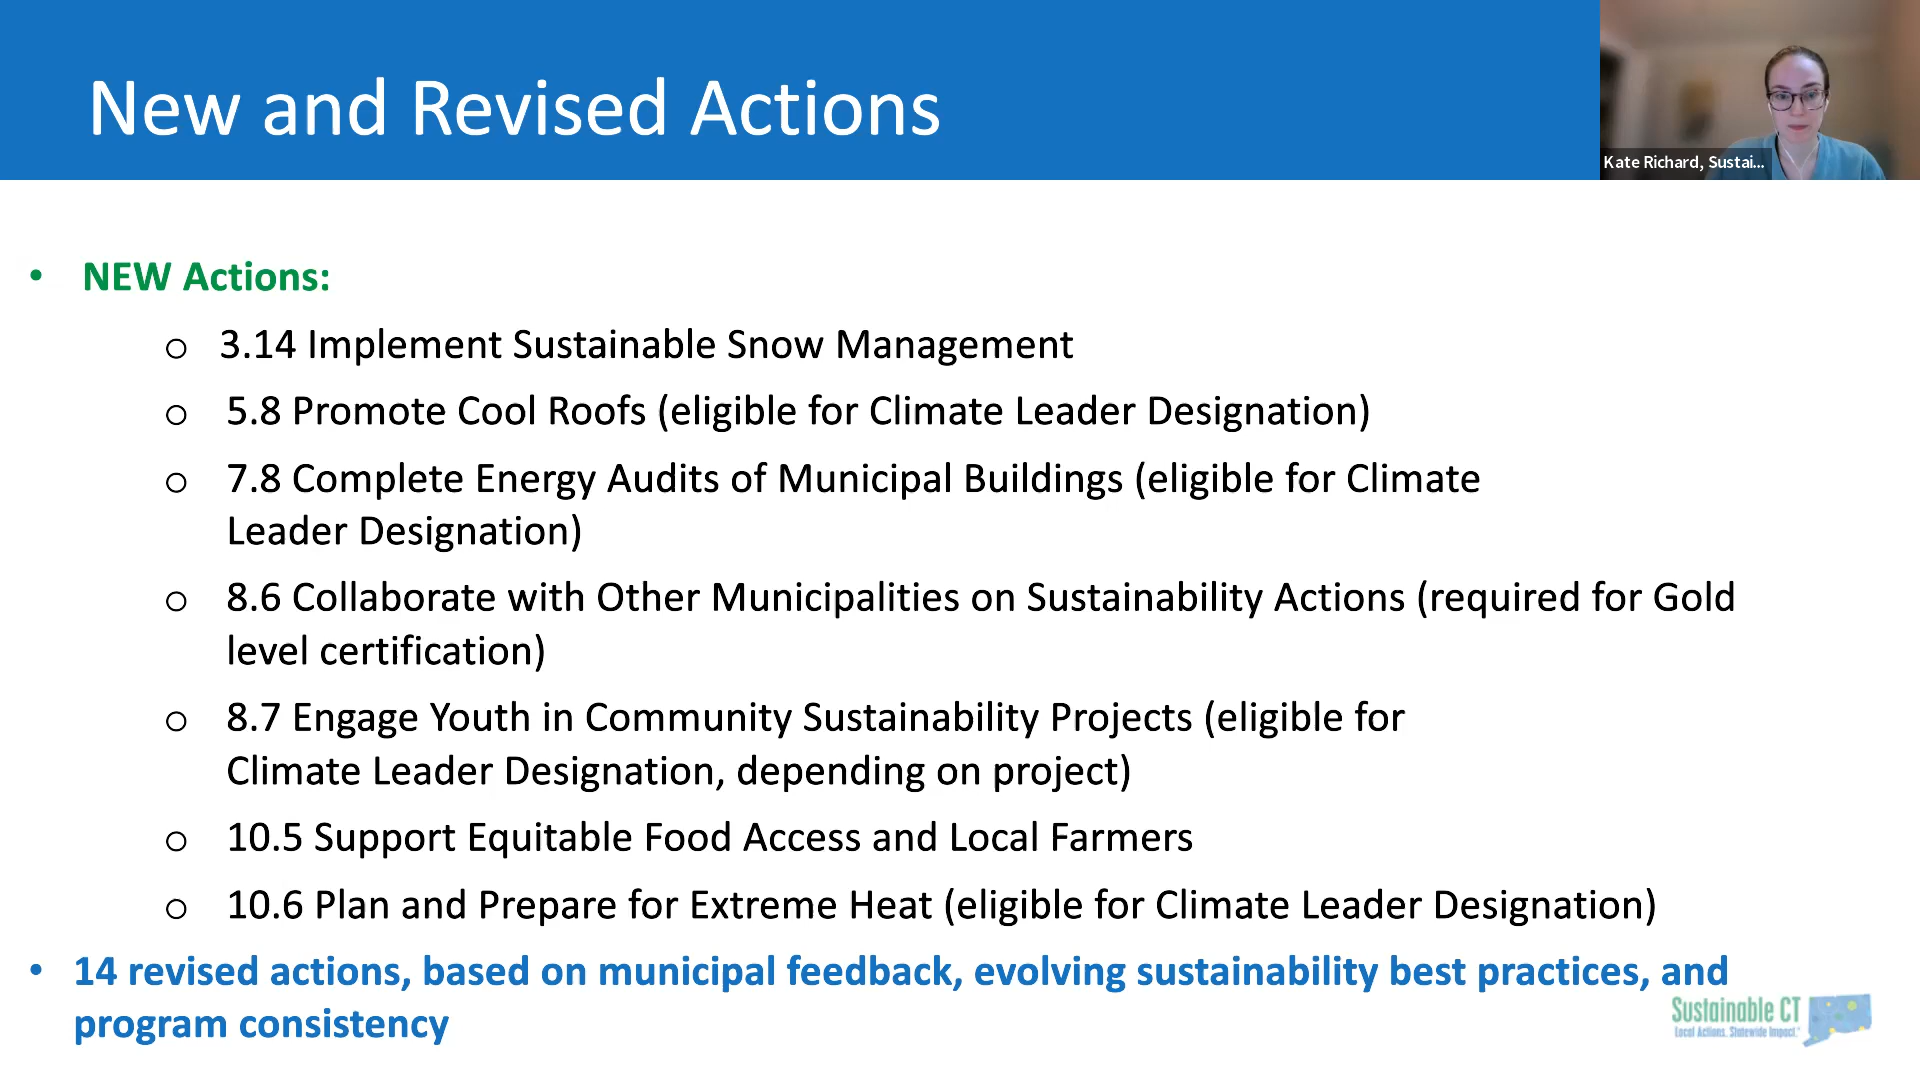 New and Revised Actions
Kate Richard, Sustai...
• NEW Actions:
o 3.14 Implement Sustainable Snow Management
o 5.8 Promote Cool Roofs (eligible for Climate Leader Designation)
o 7.8 Complete Energy Audits of Municipal Buildings (eligible for Climate
Leader Designation)
o 8.6 Collaborate with Other Municipalities on Sustainability Actions (required for Gold
level certification)
o 8.7 Engage Youth in Community Sustainability Projects (eligible for
Climate Leader Designation, depending on project)
o 10.5 Support Equitable Food Access and Local Farmers
o 10.6 Plan and Prepare for Extreme Heat (eligible for Climate Leader Designation)
• 14 revised actions, based on municipal feedback, evolving sustainability best practices, and
program consistency
Sustainable CT
Local Actions. Statewide Impact.